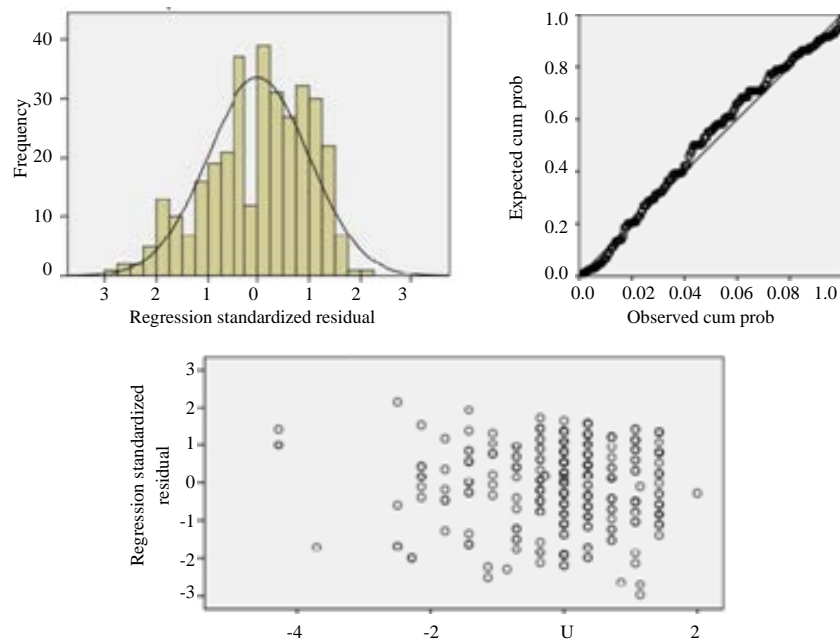 40
30
20
10
0
Frequency
3 2 1 0 1 2 3
Regression standardized residual
1.0
0.8
0.6
0.4
0.2
0.0
Expected cum prob
0.0 0.02 0.04 0.06 0.08 1.0
Observed cum prob
3
2
1
0
-1
-2
-3
Regression standardized
residual
-4 -2 U 2